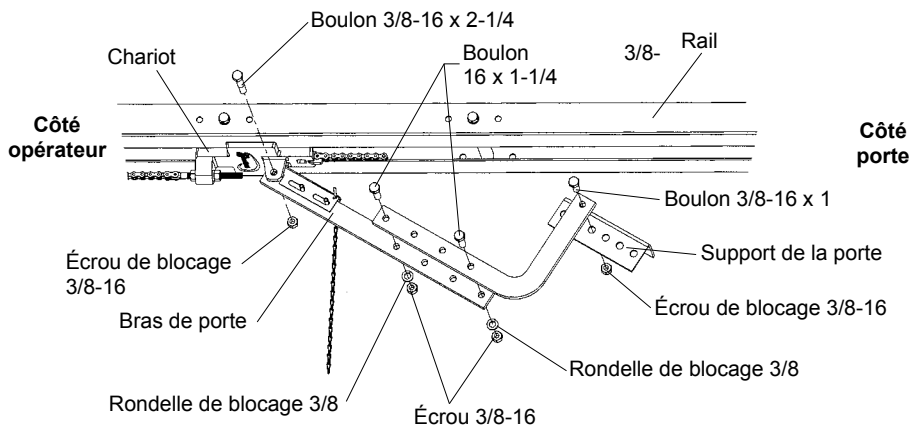 Boulon 3/8-16 x 2-1/4
Chariot
Boulon
16 x 1-1/4
3/8-
Rail
Côté
opérateur
Côté
porte
Boulon 3/8-16 x 1
Support de la porte
Écrou de blocage
3/8-16
Écrou de blocage 3/8-16
Bras de porte
Rondelle de blocage 3/8
Rondelle de blocage 3/8
Écrou 3/8-16